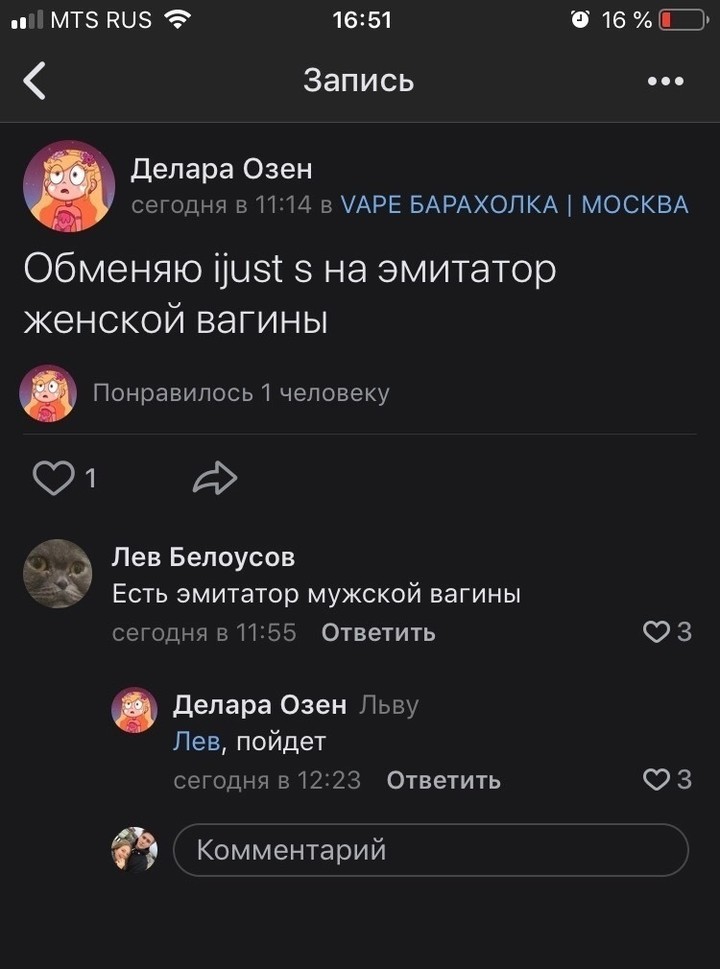 MTS RUS 16:51 16 %
Запись
Делара Озен
сегодня в 11:14 в VAPE БАРАХОЛКА | МОСКВА
Обменяю ijust s на эмитатор
женской вагины
Понравилось 1 человеку
1
Лев Белоусов
Есть эмитатор мужской вагины
сегодня в 11:55 Ответить 3
Делара Озен Льву
Лев, пойдет
сегодня в 12:23 Ответить 3
Комментарий